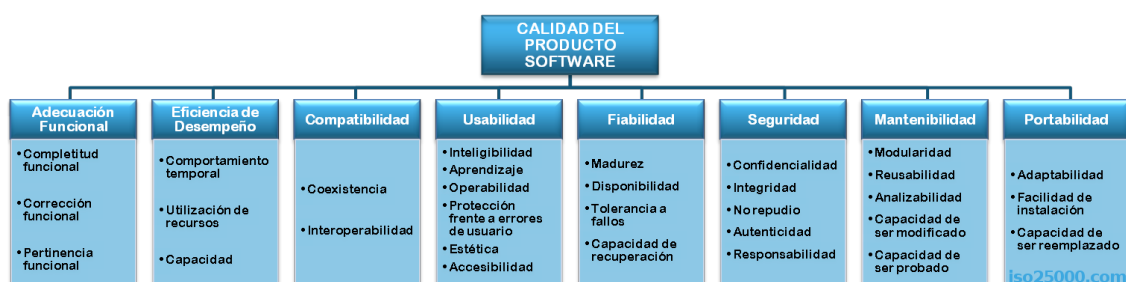 CALIDAD DEL
PRODUCTO
SOFTWARE
Adecuación
Funcional
• Completitud
funcional
• Corrección
funcional
• Pertinencia
funcional
Eficiencia de
Desempeño
• Comportamiento
temporal
• Utilización de
recursos
• Capacidad
Compatibilidad
• Coexistencia
• Interoperabilidad
Usabilidad
• Inteligibilidad
• Aprendizaje
• Operabilidad
• Protección
frente a errores
de usuario
• Estética
• Accesibilidad
Fiabilidad
• Madurez
• Disponibilidad
• Tolerancia a
fallos
• Capacidad de
recuperación
Seguridad
• Confidencialidad
• Integridad
• No repudio
• Autenticidad
• Responsabilidad
Mantenibilidad
• Modularidad
• Reusabilidad
• Analizabilidad
• Capacidad de
ser modificado
• Capacidad de
ser probado
Portabilidad
• Adaptabilidad
• Facilidad de
instalación
• Capacidad de
ser reemplazado
iso25000.com